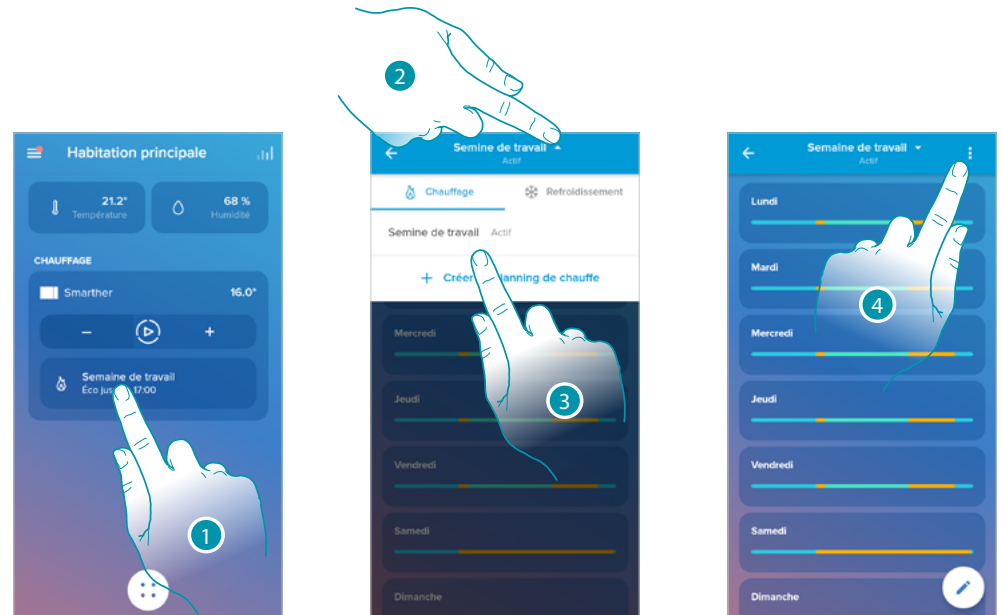 2
Habitation principale
21.2°
Température
68 %
Humidité
CHAUFFAGE
Smarther
16.0°
Semaine de travail
Éco 17:00
1
Semine de travail
Actif
Chauffage
Refroidissement
Semine de travail Actif
+ Créer planning de chauffe
Mercredi
Jeudi
3
Vendredi
Samedi
Dimanche
Semaine de travail
Actif
Lundi
Mardi
4
Mercredi
Jeudi
Vendredi
Samedi
Dimanche